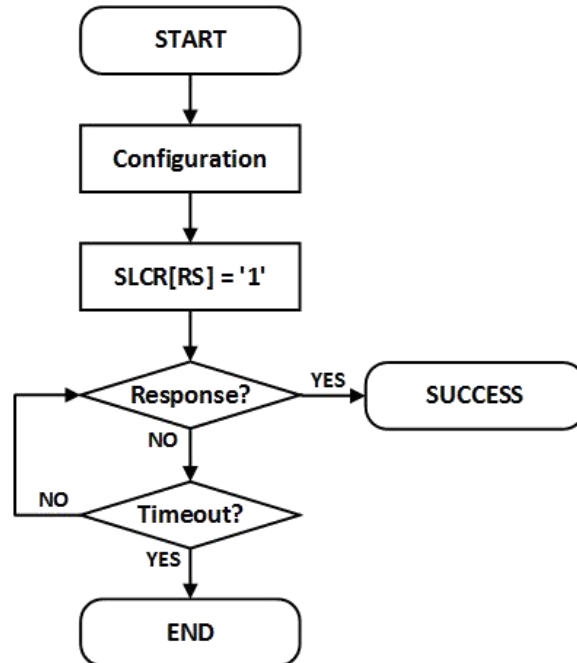 START
Configuration
SLCR[RS] = '1'
Response?
YES
SUCCESS
NO
NO
Timeout?
YES
END